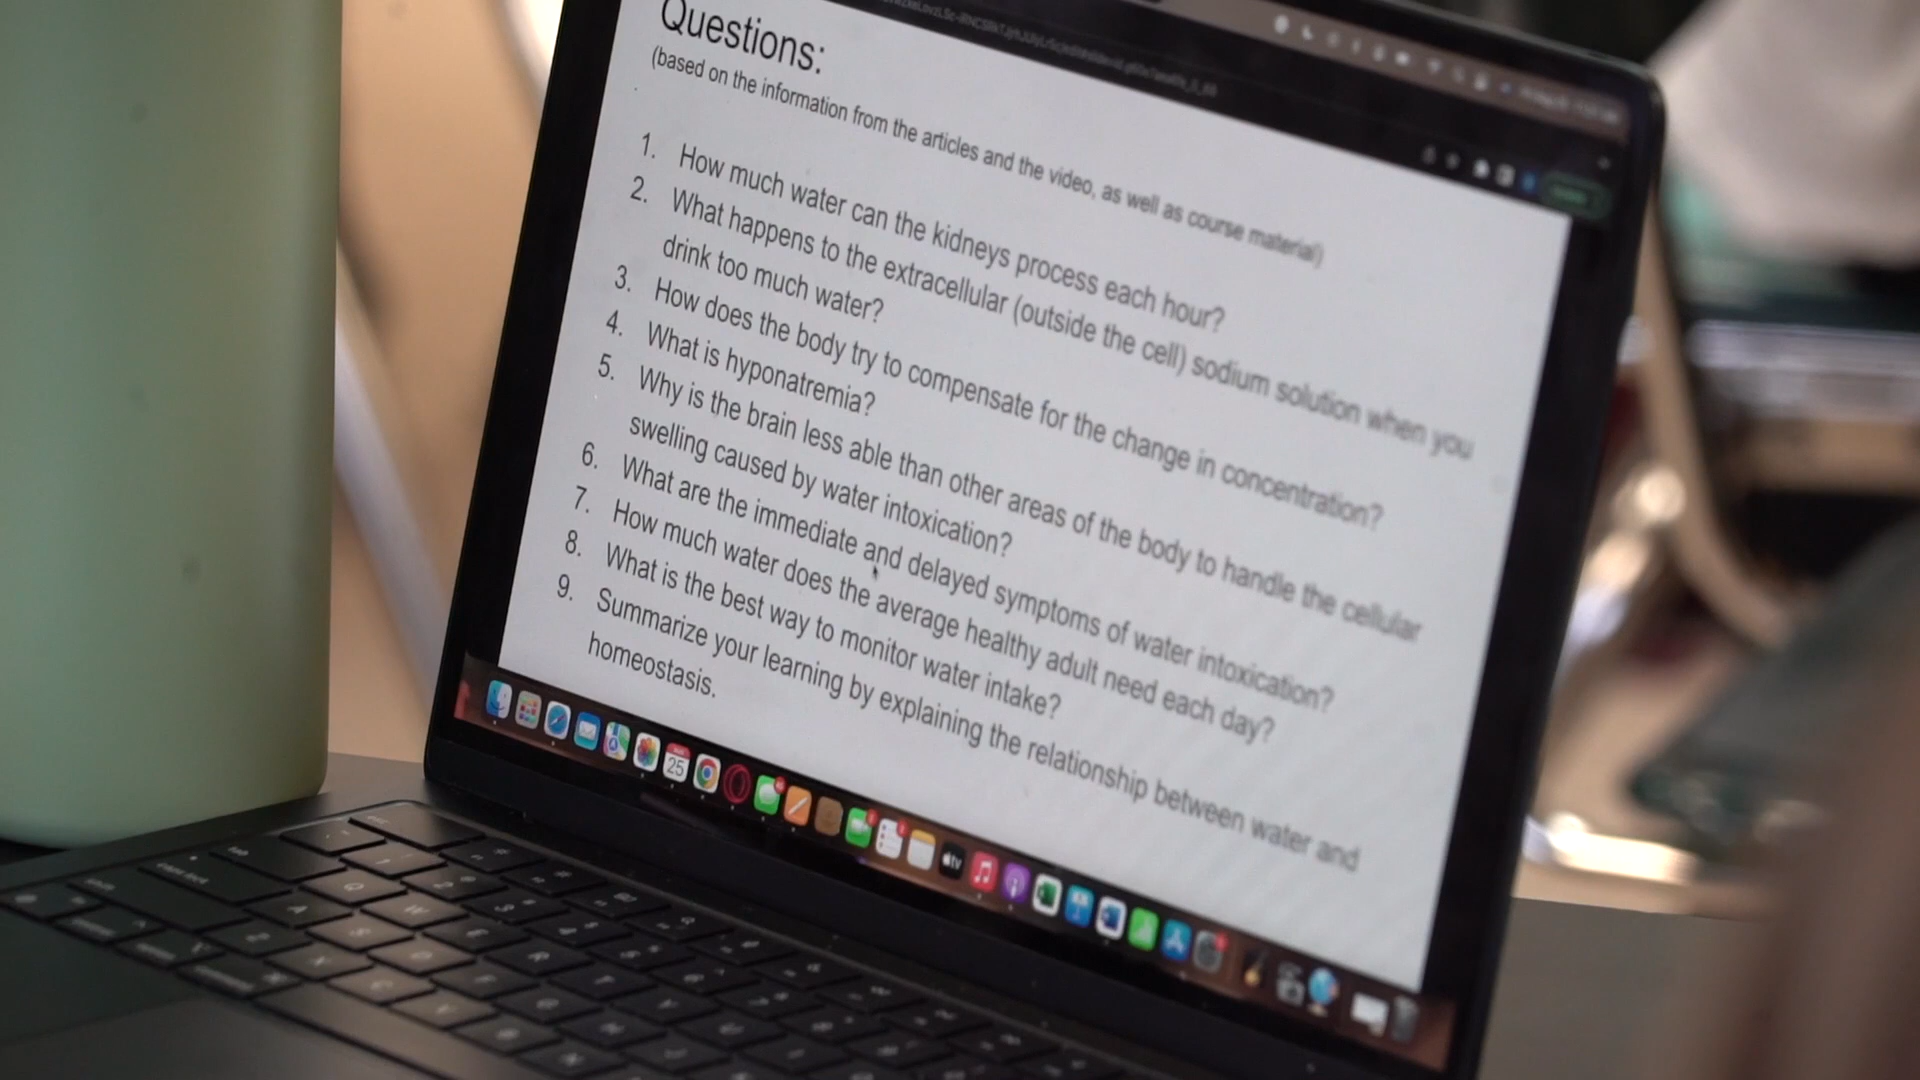 Questions:
(based on the information from the articles and the video, as well as course material)
1. How much water can the kidneys process each hour?
2. What happens to the extracellular (outside the cell) sodium solution when you
drink too much water?
3. How does the body try to compensate for the change in concentration?
4. What is hyponatremia?
5. Why is the brain less able than other areas of the body to handle the cellular
swelling caused by water intoxication?
6. What are the immediate and delayed symptoms of water intoxication?
7. How much water does the average healthy adult need each day?
8. What is the best way to monitor water intake?
9. Summarize your learning by explaining the relationship between water and
homeostasis.
25
tv